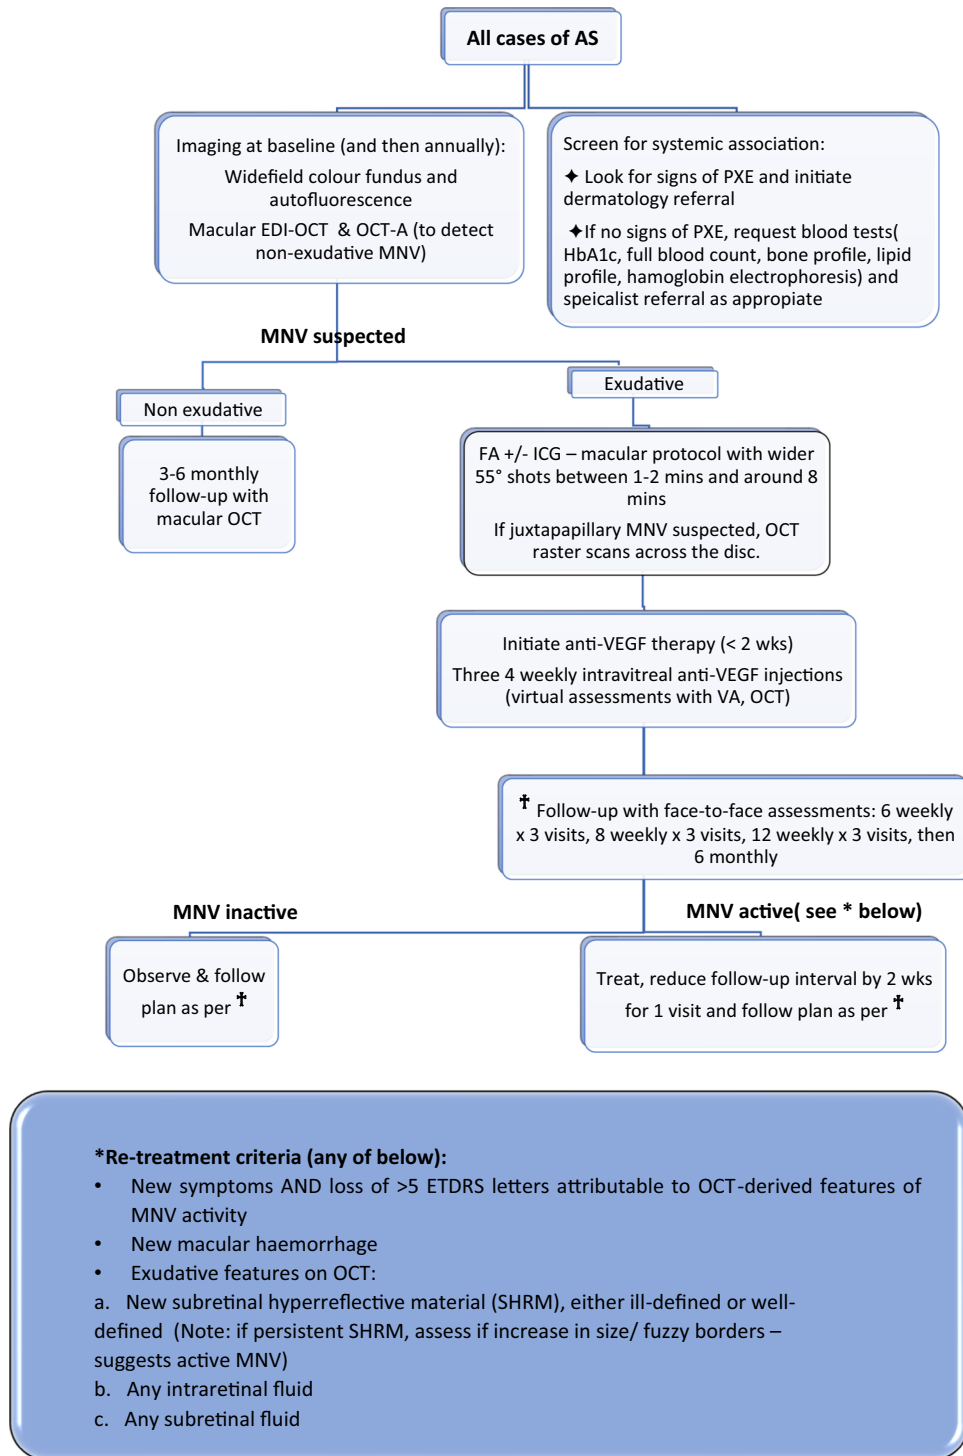 All cases of AS
Imaging at baseline (and then annually):
Widefield colour fundus and
autofluorescence
Macular EDI-OCT & OCT-A (to detect
non-exudative MNV)
Screen for systemic association:
✦ Look for signs of PXE and initiate
dermatology referral
✦If no signs of PXE, request blood tests(
HbA1c, full blood count, bone profile, lipid
profile, hamoglobin electrophoresis) and
speicalist referral as appropiate
MNV suspected
Non exudative
Exudative
3-6 monthly
follow-up with
macular OCT
FA +/- ICG – macular protocol with wider
55° shots between 1-2 mins and around 8
mins
If juxtapapillary MNV suspected, OCT
raster scans across the disc.
Initiate anti-VEGF therapy (< 2 wks)
Three 4 weekly intravitreal anti-VEGF injections
(virtual assessments with VA, OCT)
✝ Follow-up with face-to-face assessments: 6 weekly
x 3 visits, 8 weekly x 3 visits, 12 weekly x 3 visits, then
6 monthly
MNV inactive
MNV active( see * below)
Observe & follow
plan as per ✝
Treat, reduce follow-up interval by 2 wks
for 1 visit and follow plan as per ✝
*Re-treatment criteria (any of below):
• New symptoms AND loss of >5 ETDRS letters attributable to OCT-derived features of
MNV activity
• New macular haemorrhage
• Exudative features on OCT:
a. New subretinal hyperreflective material (SHRM), either ill-defined or well-
defined (Note: if persistent SHRM, assess if increase in size/ fuzzy borders –
suggests active MNV)
b. Any intraretinal fluid
c. Any subretinal fluid